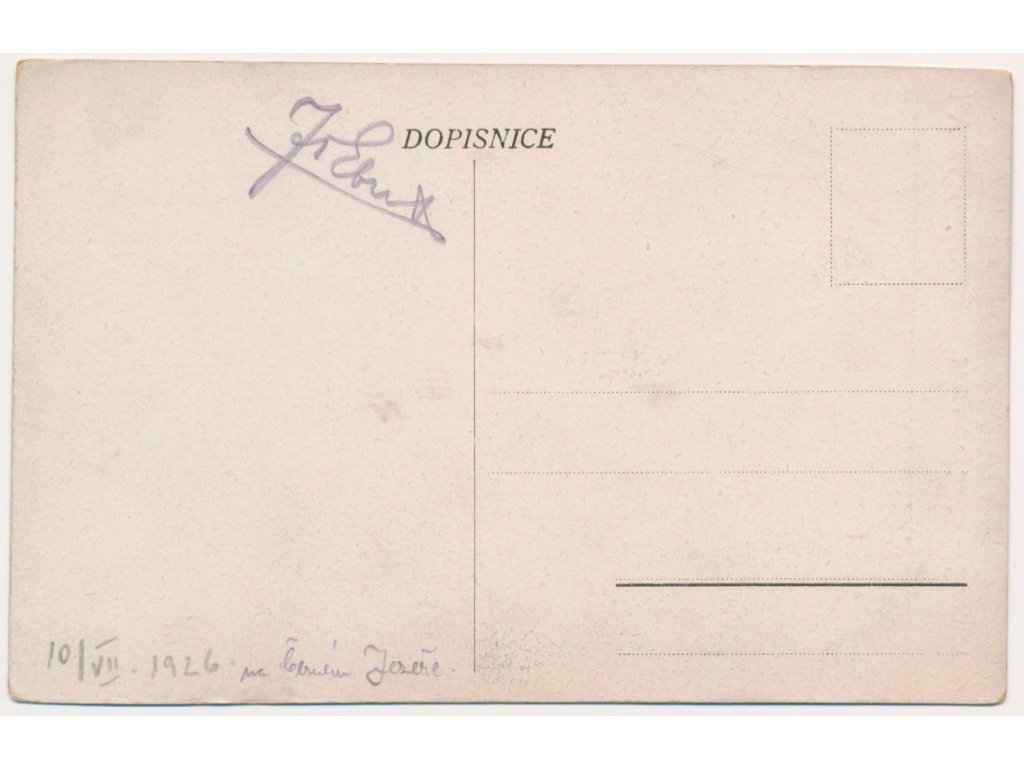 DOPISNICE
10/VII. 1926. na Černém Jezeře.